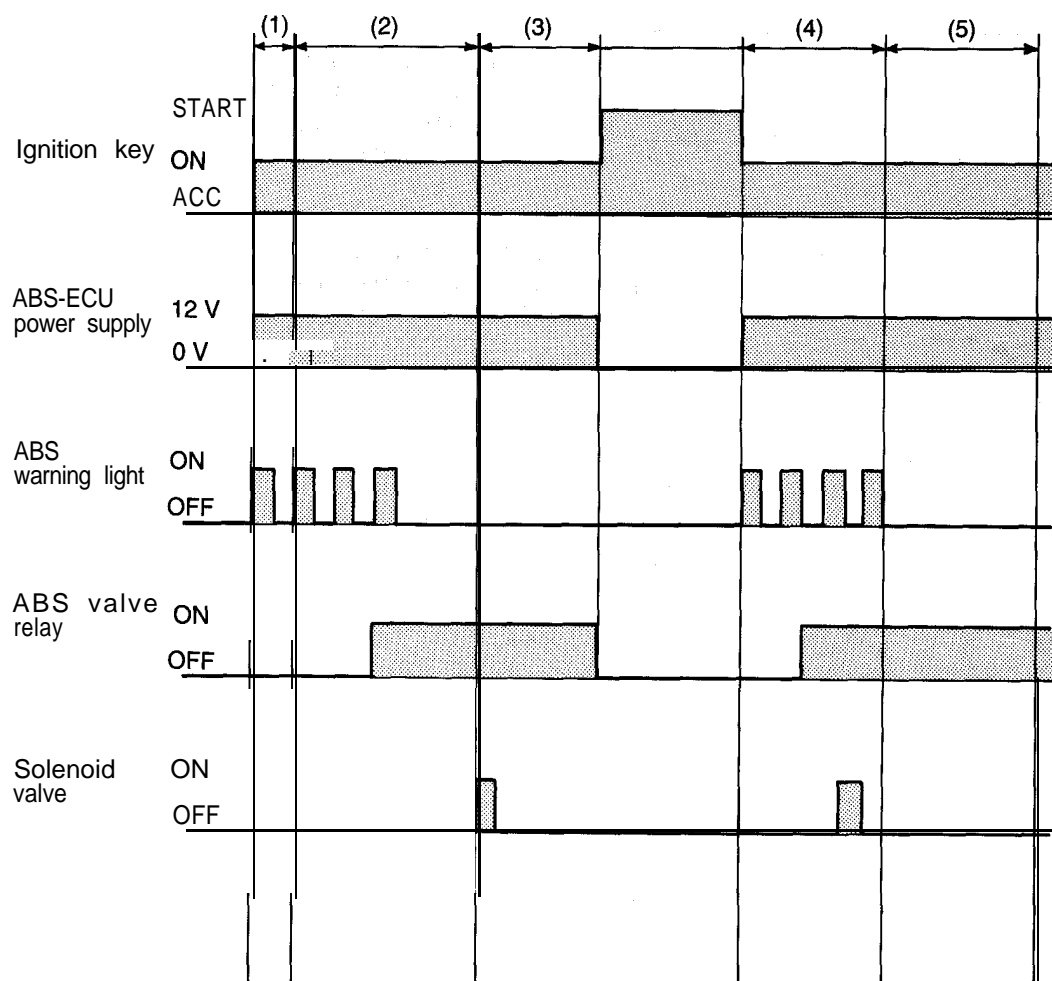 (1) (2) (3) (4) (5)
START
Ignition key ON
ACC
ABS-ECU
power supply
12 V
0 V
ABS
warning light
ON
OFF
ABS valve
relay
ON
OFF
Solenoid
valve
ON
OFF